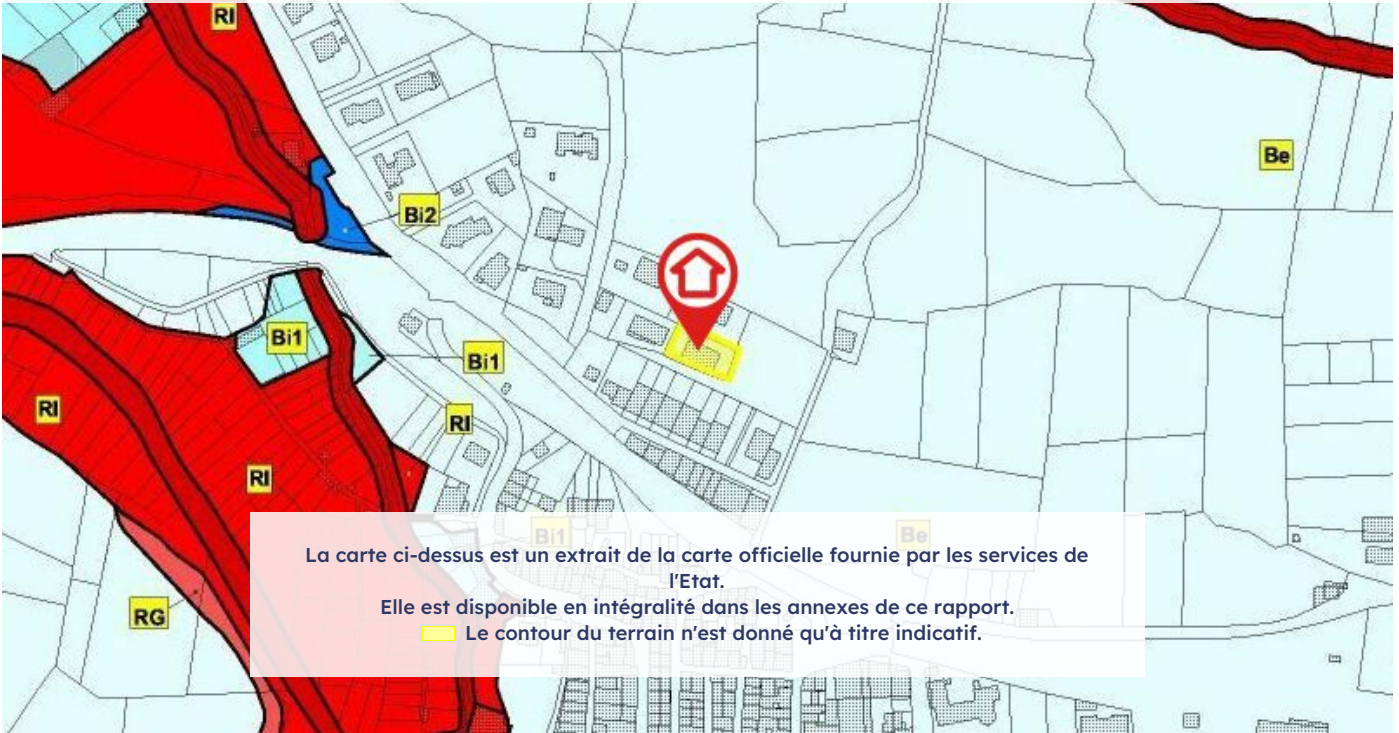 RI
Be
Bi2
Bi1
Bi1
RI
RI
RI
Bi1
Be
RG
La carte ci-dessus est un extrait de la carte officielle fournie par les services de
l'Etat.
Elle est disponible en intégralité dans les annexes de ce rapport.
Le contour du terrain n'est donné qu'à titre indicatif.